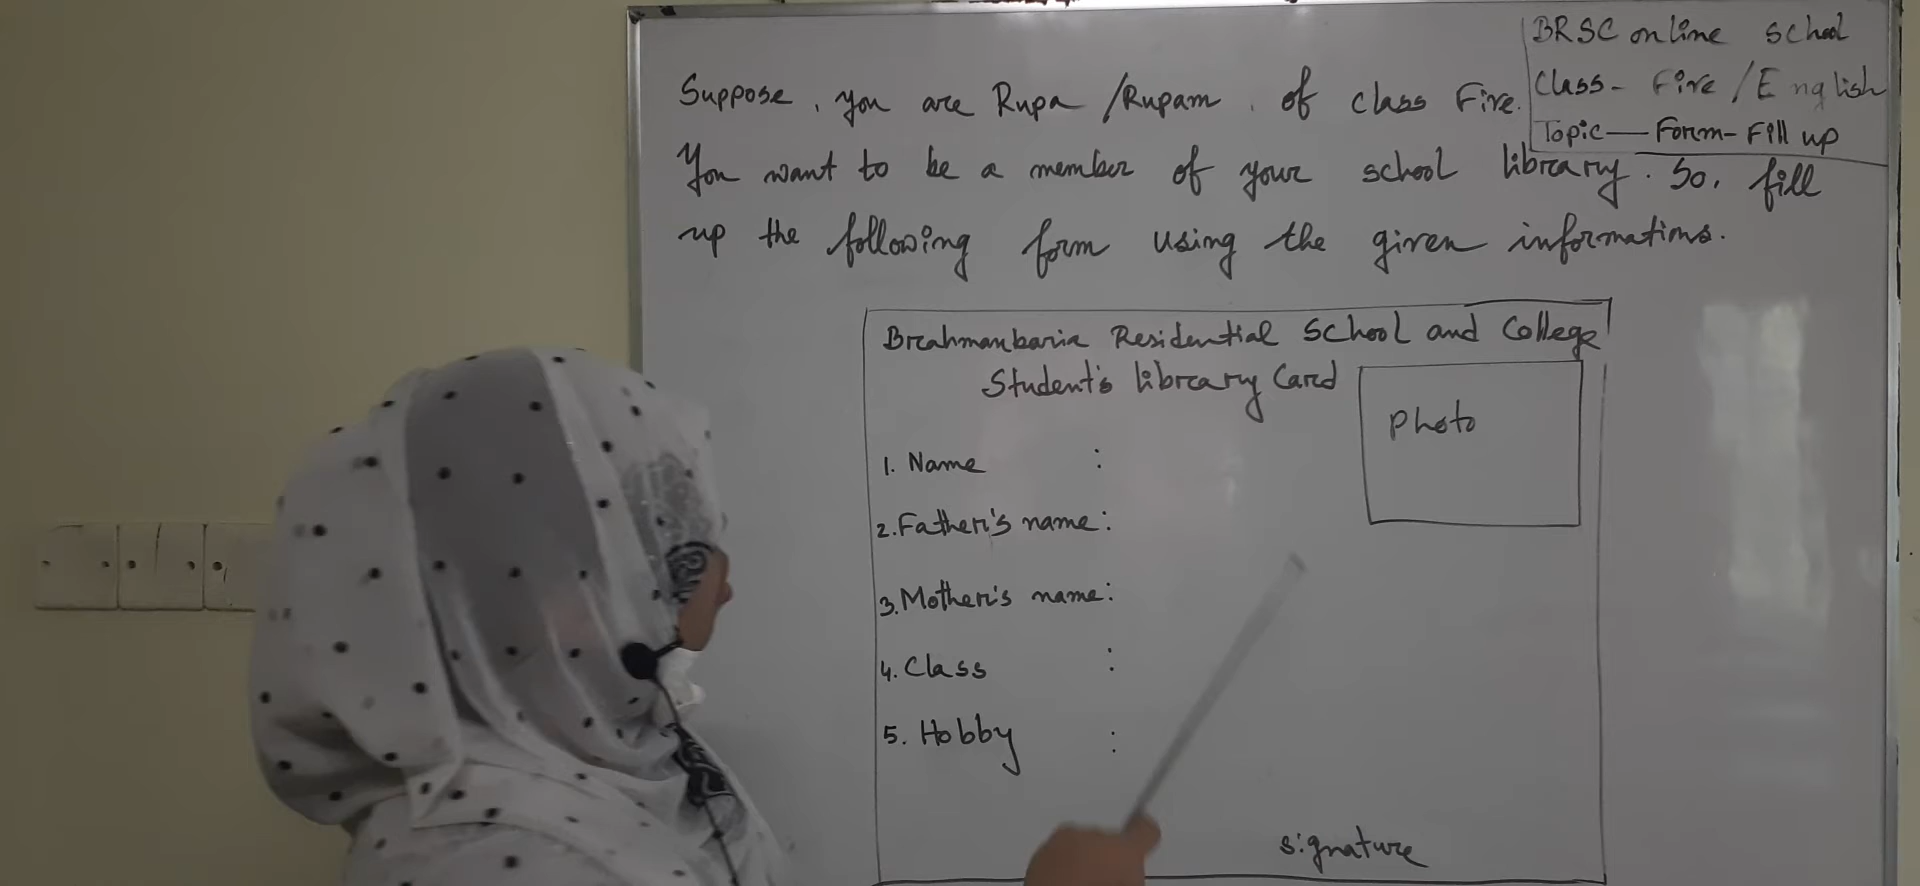 BRSC online School
Class- Five / English
Topic — Form- Fill up
Suppose, you are Rupa / Rupam, of class Five.
You want to be a member of your school library. So, fill
up the following form using the given informations.
Brahmanbaria Residential School and College
Student's library Card
Photo
1. Name :
2. Father's name:
3. Mother's name:
4. Class :
5. Hobby :
signature